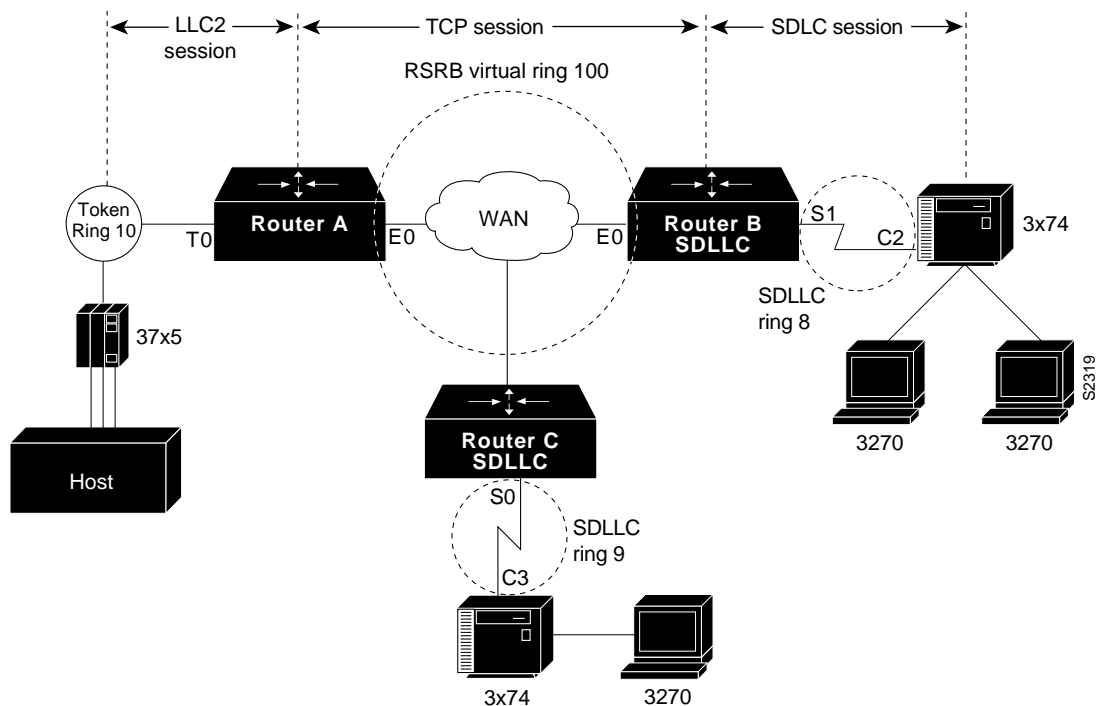 LLC2
session
TCP session
SDLC session
RSRB virtual ring 100
Token
Ring 10
T0
Router A
E0
WAN
E0
Router B
SDLLC
S1
C2
3x74
SDLLC
ring 8
37x5
Host
3270
3270
S2319
Router C
SDLLC
S0
SDLLC
ring 9
C3
3x74
3270